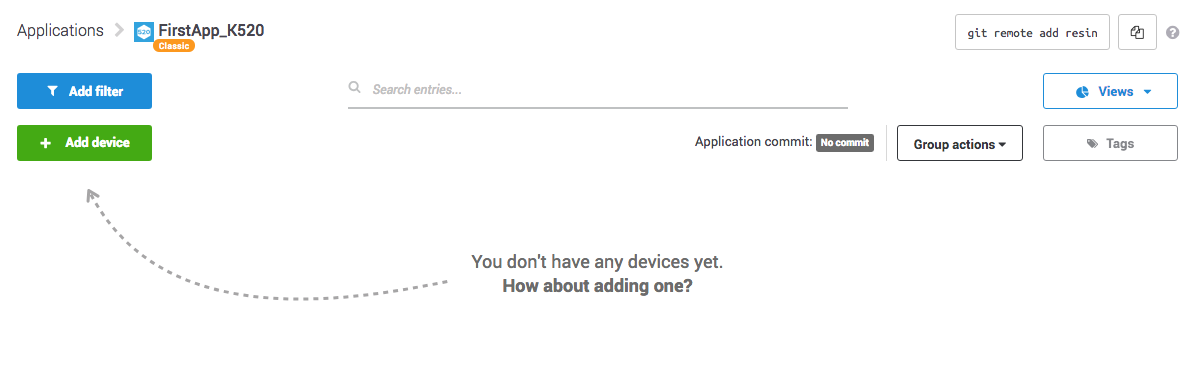 Applications
520
FirstApp_K520
Classic
git remote add resin
?
Add filter
Search entries...
Views
Add device
Application commit: No commit
Group actions
Tags
You don't have any devices yet.
How about adding one?